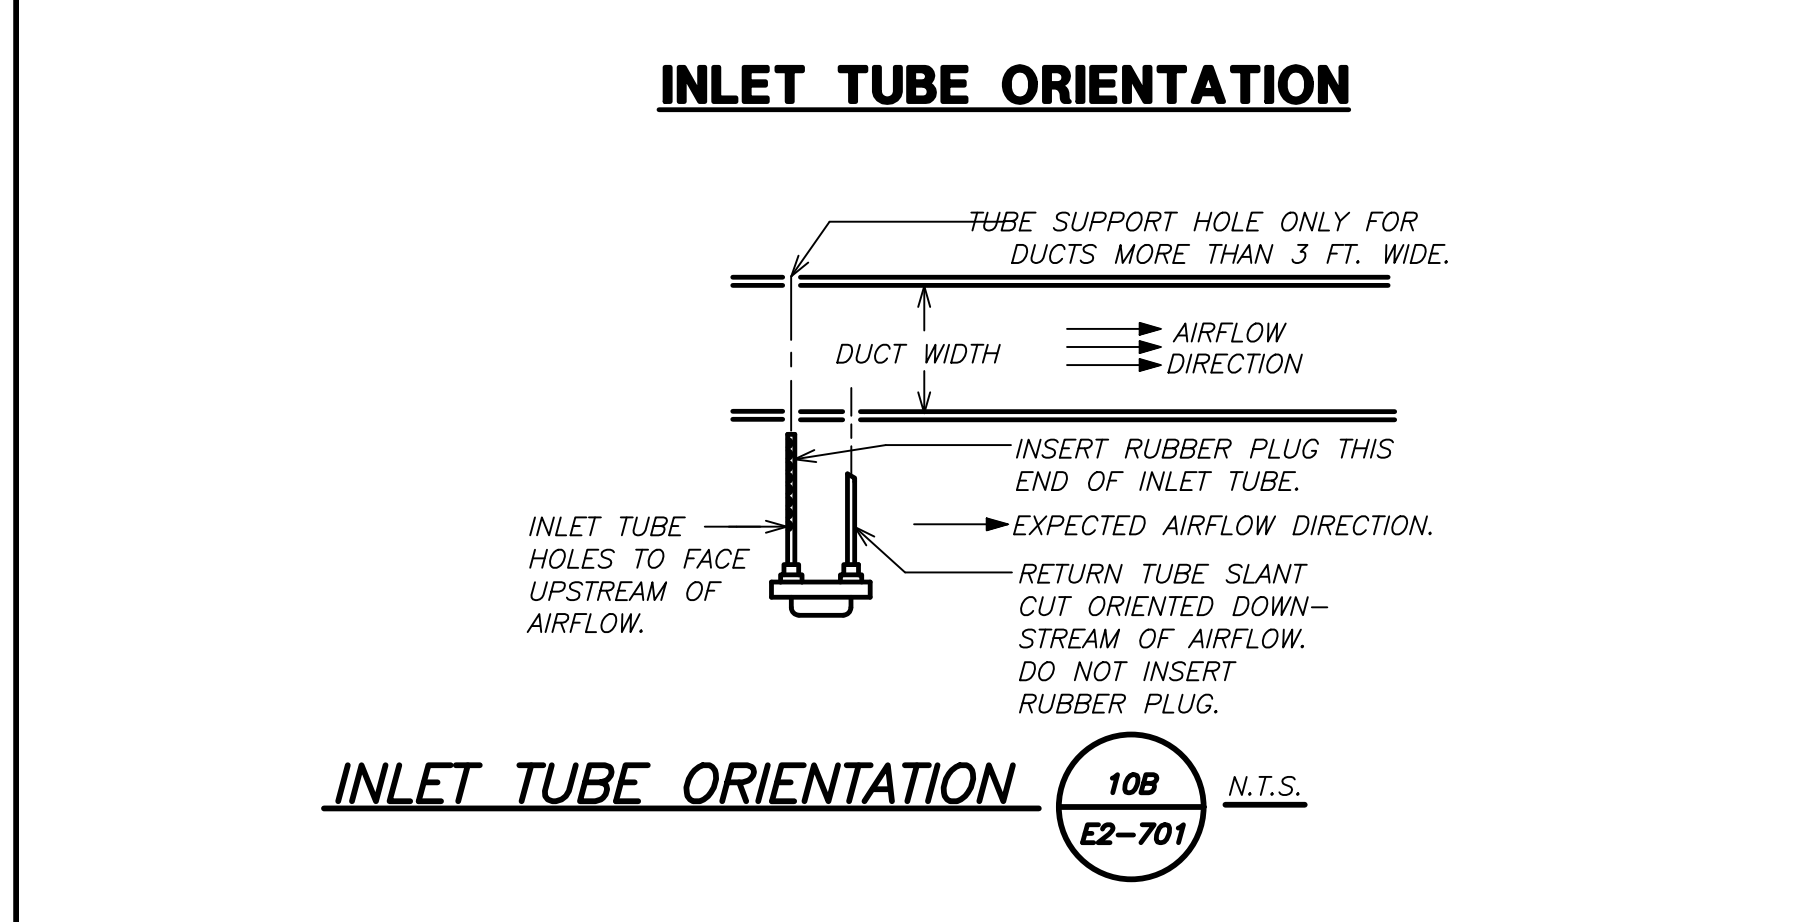 INLET TUBE ORIENTATION
TUBE SUPPORT HOLE ONLY FOR
DUCTS MORE THAN 3 FT. WIDE.
DUCT WIDTH
AIRFLOW
DIRECTION
INSERT RUBBER PLUG THIS
END OF INLET TUBE.
EXPECTED AIRFLOW DIRECTION.
INLET TUBE
HOLES TO FACE
UPSTREAM OF
AIRFLOW.
RETURN TUBE SLANT
CUT ORIENTED DOWN-
STREAM OF AIRFLOW.
DO NOT INSERT
RUBBER PLUG.
INLET TUBE ORIENTATION
10B
E2-701
N.T.S.